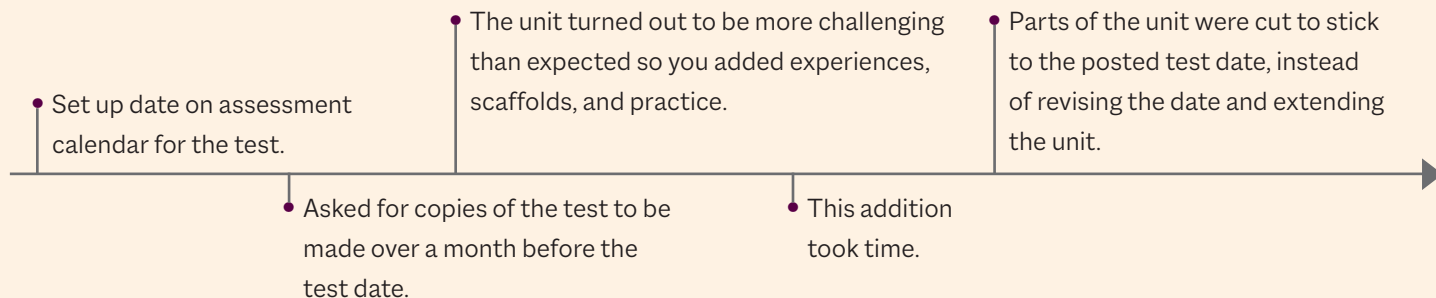 Set up date on assessment
calendar for the test.
Asked for copies of the test to be
made over a month before the
test date.
The unit turned out to be more challenging
than expected so you added experiences,
scaffolds, and practice.
This addition
took time.
Parts of the unit were cut to stick
to the posted test date, instead
of revising the date and extending
the unit.